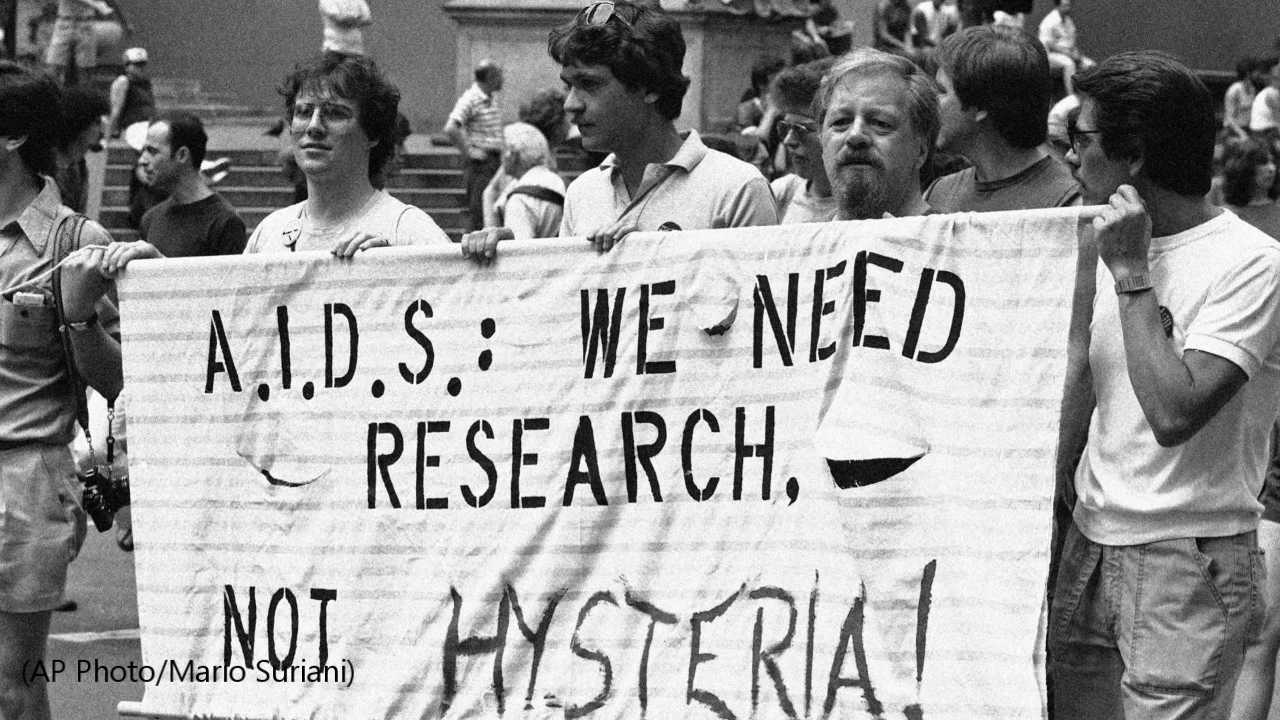 A.I.D.S.: WE NEED
RESEARCH,
NOT HYSTERIA!
(AP Photo/Mario Suriani)